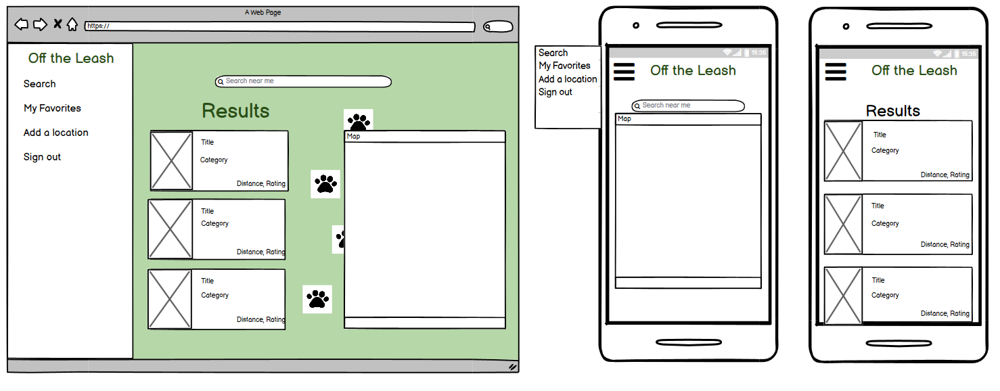 A Web Page
https://
Off the Leash
Search
My Favorites
Add a location
Sign out
Search near me
Results
Title
Category
Distance, Rating
Title
Category
Distance, Rating
Title
Category
Distance, Rating
Map
Search
My Favorites
Add a location
Sign out
15:35
Off the Leash
Search near me
Map
15:35
Off the Leash
Results
Title
Category
Distance, Rating
Title
Category
Distance, Rating
Title
Category
Distance, Rating